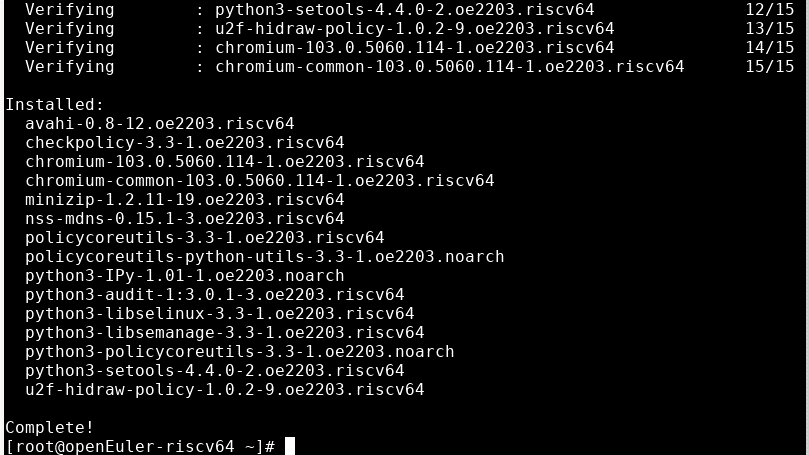 Verifying : python3-setools-4.4.0-2.oe2203.riscv64 12/15
Verifying : u2f-hidraw-policy-1.0.2-9.oe2203.riscv64 13/15
Verifying : chromium-103.0.5060.114-1.oe2203.riscv64 14/15
Verifying : chromium-common-103.0.5060.114-1.oe2203.riscv64 15/15
Installed:
avahi-0.8-12.oe2203.riscv64
checkpolicy-3.3-1.oe2203.riscv64
chromium-103.0.5060.114-1.oe2203.riscv64
chromium-common-103.0.5060.114-1.oe2203.riscv64
minizip-1.2.11-19.oe2203.riscv64
nss-mdns-0.15.1-3.oe2203.riscv64
policycoreutils-3.3-1.oe2203.riscv64
policycoreutils-python-utils-3.3-1.oe2203.noarch
python3-IPy-1.01-1.oe2203.noarch
python3-audit-1:3.0.1-3.oe2203.riscv64
python3-libselinux-3.3-1.oe2203.riscv64
python3-libsemanage-3.3-1.oe2203.riscv64
python3-policycoreutils-3.3-1.oe2203.noarch
python3-setools-4.4.0-2.oe2203.riscv64
u2f-hidraw-policy-1.0.2-9.oe2203.riscv64
Complete!
[root@openEuler-riscv64 ~]#